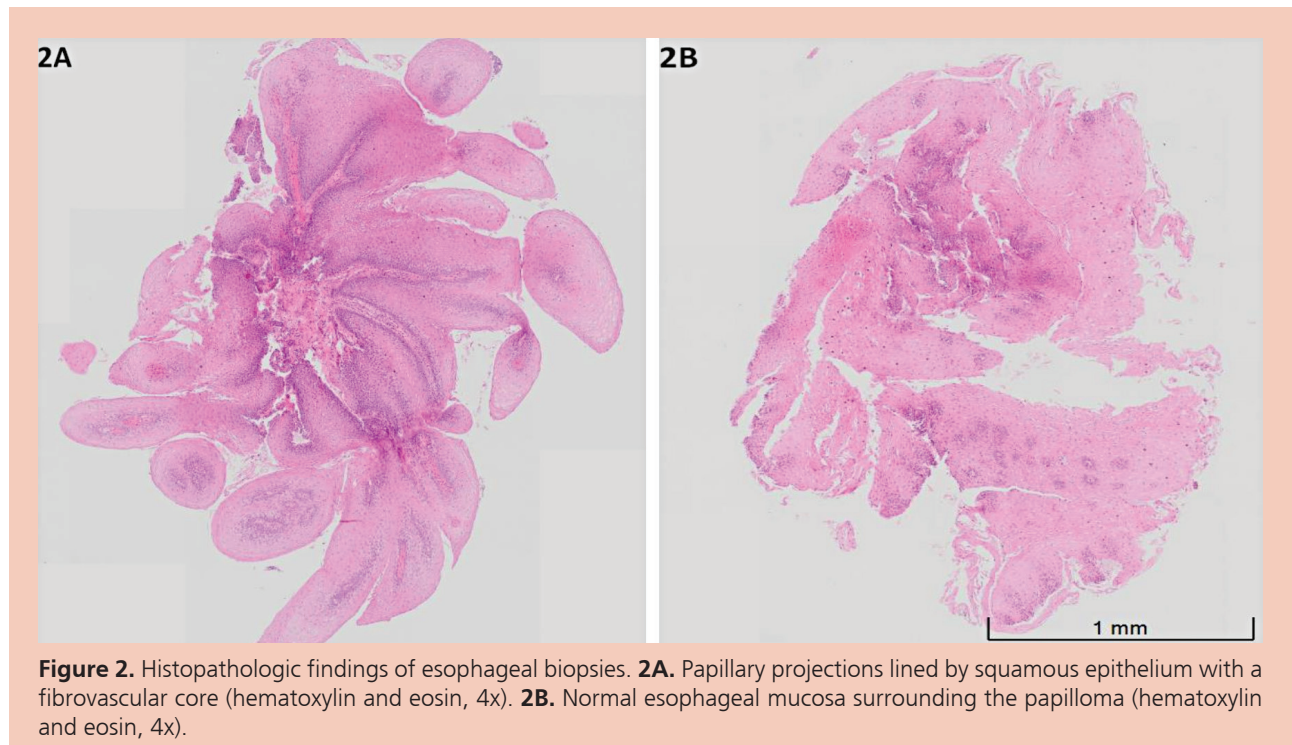 2A
2B
1 mm
Figure 2. Histopathologic findings of esophageal biopsies. 2A. Papillary projections lined by squamous epithelium with a
fibrovascular core (hematoxylin and eosin, 4x). 2B. Normal esophageal mucosa surrounding the papilloma (hematoxylin
and eosin, 4x).